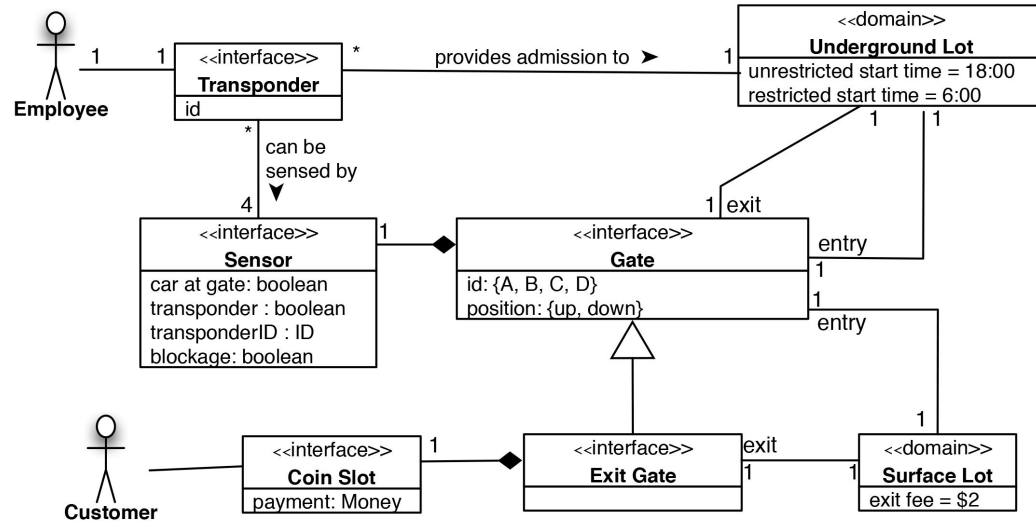 Employee
1
1
<<interface>>
Transponder
id
*
provides admission to
1
<<domain>>
Underground Lot
unrestricted start time = 18:00
restricted start time = 6:00
1
1
*
can be
sensed by
4
<<interface>>
Sensor
car at gate: boolean
transponder : boolean
transponderID : ID
blockage: boolean
1
1
exit
<<interface>>
Gate
id: {A, B, C, D}
position: {up, down}
entry
1
1
entry
Customer
<<interface>>
Coin Slot
payment: Money
1
<<interface>>
Exit Gate
exit
1
1
1
<<domain>>
Surface Lot
exit fee = $2